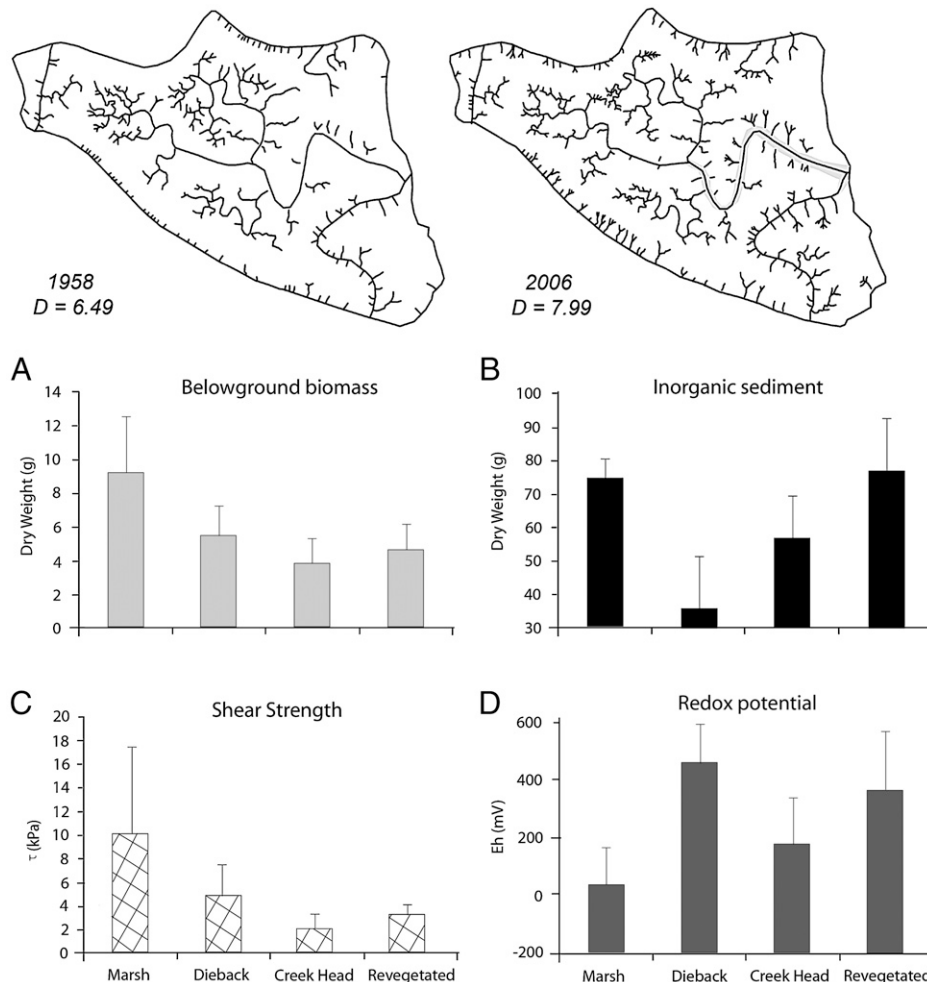 1958
D = 6.49
2006
D = 7.99
A
Belowground biomass
Dry Weight (g)
14
12
10
8
6
4
2
0
B
Inorganic sediment
Dry Weight (g)
100
90
80
70
60
50
40
30
C
Shear Strength
τ (kPa)
20
18
16
14
12
10
8
6
4
2
0
Marsh
Dieback
Creek Head
Revegetated
D
Redox potential
Eh (mV)
600
400
200
0
-200
Marsh
Dieback
Creek Head
Revegetated